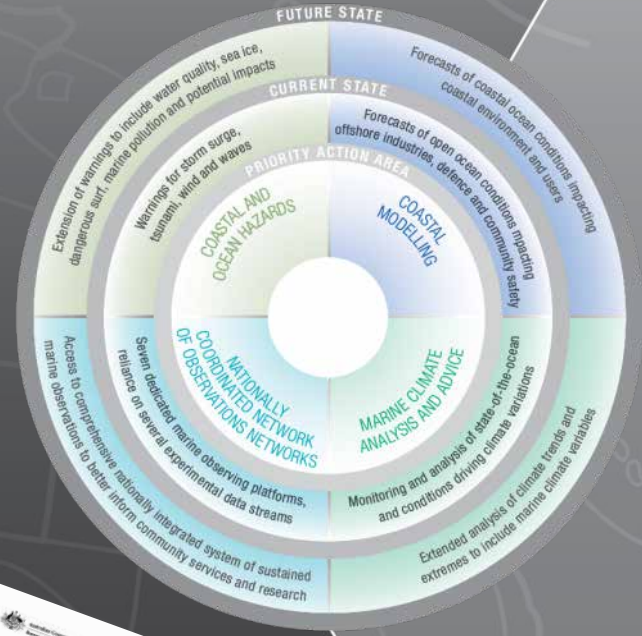 FUTURE STATE
Extension of warnings to include water quality, sea ice,
dangerous surf, marine pollution and potential impacts
Forecasts of coastal ocean conditions impacting
coastal environment and users
CURRENT STATE
Warnings for storm surge,
tsunami, wind and waves
Forecasts of open ocean conditions impacting
offshore industries, defence and community safety
PRIORITY ACTION AREA
COASTAL AND
OCEAN HAZARDS
COASTAL
MODELLING
NATIONALLY
COORDINATED NETWORK
OF OBSERVATIONS NETWORKS
MARINE CLIMATE
ANALYSIS AND ADVICE
Seven dedicated marine observing platforms,
reliance on several experimental data streams
Monitoring and analysis of state-of-the-ocean
and conditions driving climate variations
Access to comprehensive nationally integrated system of sustained
marine observations to better inform community services and research
Extended analysis of climate trends and
extremes to include marine climate variables